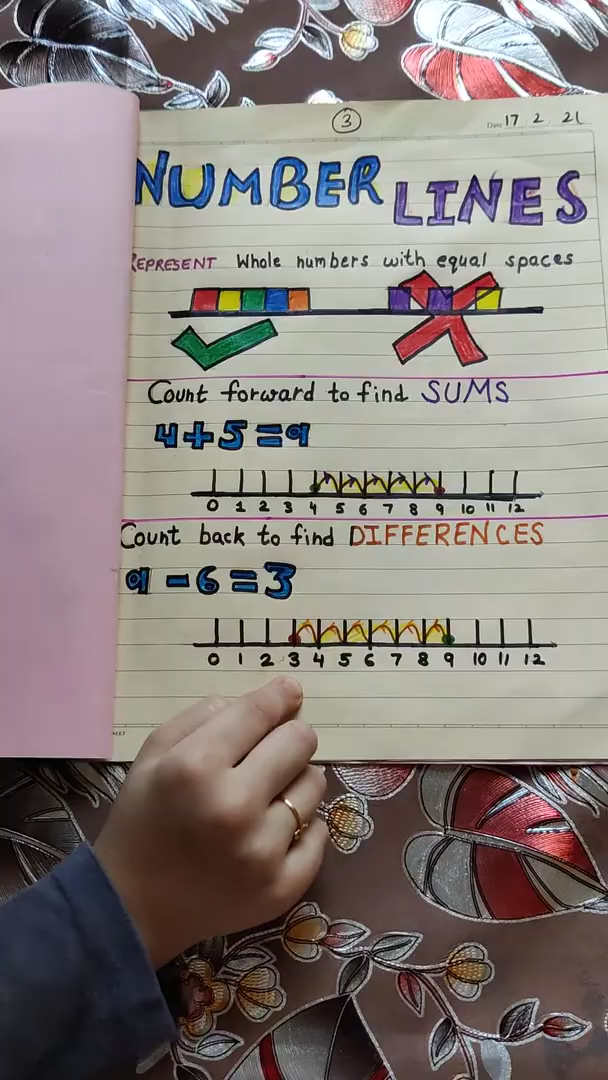 3
Date 17 2 21
NUMBER LINES
REPRESENT Whole numbers with equal spaces
Count forward to find SUMS
4+5=9
0 1 2 3 4 5 6 7 8 9 10 11 12
Count back to find DIFFERENCES
9-6=3
0 1 2 3 4 5 6 7 8 9 10 11 12